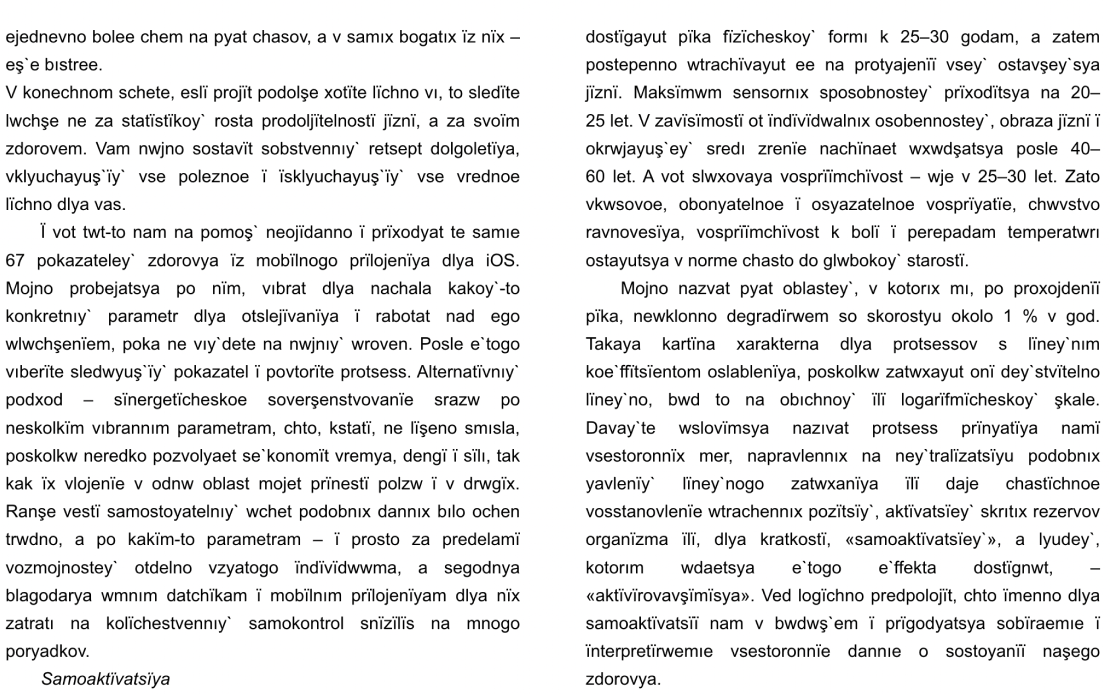 ejednevno bolee chem na pyat chasov, a v samıx bogatıx ïz nïx –
eş`e bıstree.
V konechnom schete, eslï projït podolşe xotïte lïchno vı, to sledïte
lwchşe ne za statïstïkoy` rosta prodoljïtelnostï jïznï, a za svoïm
zdorovem. Vam nwjno sostavït sobstvennıy` retsept dolgoletïya,
vklyuchayuş`ïy` vse poleznoe ï ïsklyuchayuş`ïy` vse vrednoe
lïchno dlya vas.
Ï vot twt-to nam na pomoş` neojïdanno ï prïxodyat te samıe
67 pokazateley` zdorovya ïz mobïlnogo prïlojenïya dlya iOS.
Mojno probejatsya po nïm, vıbrat dlya nachala kakoy`-to
konkretnıy` parametr dlya otslejïvanïya ï rabotat nad ego
wlwchşenïem, poka ne vıy`dete na nwjnıy` wroven. Posle e`togo
vıberïte sledwyuş`ïy` pokazatel ï povtorïte protsess. Alternatïvnıy`
podxod – sïnergetïcheskoe soverşenstvovanïe srazw po
neskolkïm vıbrannım parametram, chto, kstatï, ne lïşeno smısla,
poskolkw neredko pozvolyaet se`konomït vremya, dengï ï sïlı, tak
kak ïx vlojenïe v odnw oblast mojet prïnestï polzw ï v drwgïx.
Ranşe vestï samostoyatelnıy` wchet podobnıx dannıx bılo ochen
trwdno, a po kakïm-to parametram – ï prosto za predelamï
vozmojnostey` otdelno vzyatogo ïndïvïdwwma, a segodnya
blagodarya wmnım datchïkam ï mobïlnım prïlojenïyam dlya nïx
zatratı na kolïchestvennıy` samokontrol snïzïlïs na mnogo
poryadkov.
Samoaktïvatsïya
dostïgayut pïka fïzïcheskoy` formı k 25–30 godam, a zatem
postepenno wtrachïvayut ee na protyajenïï vsey` ostavşey`sya
jïznï. Maksïmwm sensornıx sposobnostey` prïxodïtsya na 20–
25 let. V zavïsïmostï ot ïndïvïdwalnıx osobennostey`, obraza jïznï ï
okrwjayuş`ey` sredı zrenïe nachïnaet wxwdşatsya posle 40–
60 let. A vot slwxovaya vosprïïmchïvost – wje v 25–30 let. Zato
vkwsovoe, obonyatelnoe ï osyazatelnoe vosprïyatïe, chwvstvo
ravnovesïya, vosprïïmchïvost k bolï ï perepadam temperatwrı
ostayutsya v norme chasto do glwbokoy` starostï.
Mojno nazvat pyat oblastey`, v kotorıx mı, po proxojdenïï
pïka, newklonno degradïrwem so skorostyu okolo 1 % v god.
Takaya kartïna xarakterna dlya protsessov s lïney`nım
koe`ffïtsïentom oslablenïya, poskolkw zatwxayut onï dey`stvïtelno
lïney`no, bwd to na obıchnoy` ïlï logarïfmïcheskoy` şkale.
Davay`te wslovïmsya nazıvat protsess prïnyatïya namï
vsestoronnïx mer, napravlennıx na ney`tralïzatsïyu podobnıx
yavlenïy` lïney`nogo zatwxanïya ïlï daje chastïchnoe
vosstanovlenïe wtrachennıx pozïtsïy`, aktïvatsïey` skrıtıx rezervov
organïzma ïlï, dlya kratkostï, «samoaktïvatsïey`», a lyudey`,
kotorım wdaetsya e`togo e`ffekta dostïgnwt, –
«aktïvïrovavşïmïsya». Ved logïchno predpolojït, chto ïmenno dlya
samoaktïvatsïï nam v bwdwş`em ï prïgodyatsya sobïraemıe ï
ïnterpretïrwemıe vsestoronnïe dannıe o sostoyanïï naşego
zdorovya.